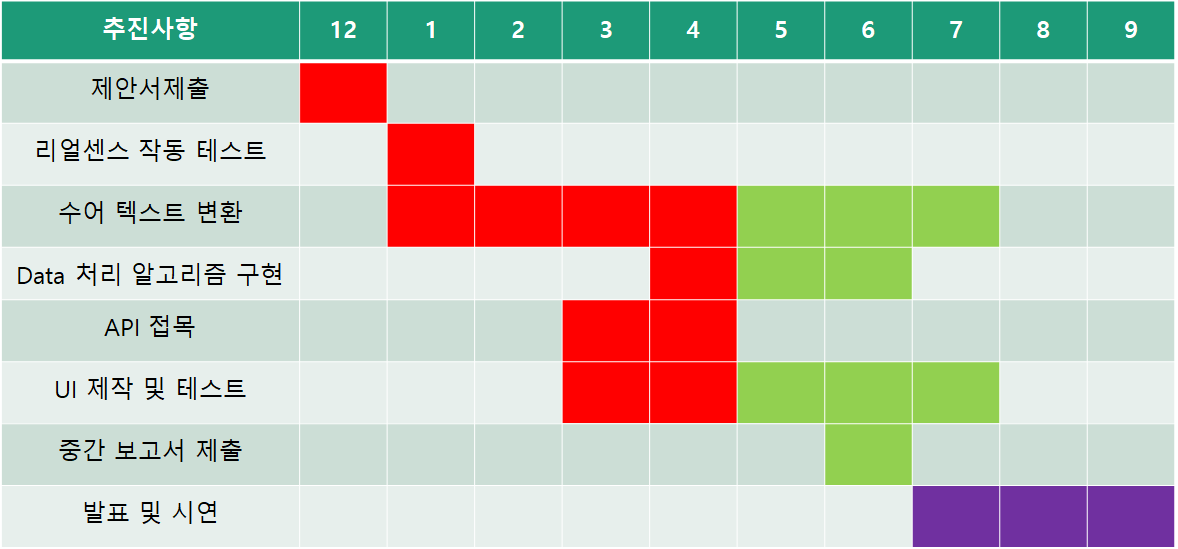 추진사항 12 1 2 3 4 5 6 7 8 9
제안서제출
리얼센스 작동 테스트
수어 텍스트 변환
Data 처리 알고리즘 구현
API 접목
UI 제작 및 테스트
중간 보고서 제출
발표 및 시연